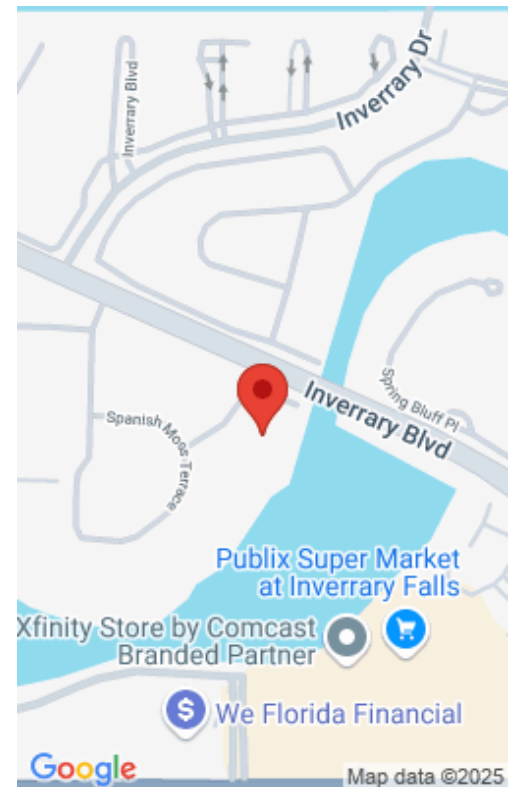 Inverrary Dr
Inverrary Blvd
Inverrary Blvd
Spring Bluff Pl
Spanish Moss Terrace
Publix Super Market
at Inverrary Falls
Xfinity Store by Comcast
Branded Partner
$
We Florida Financial
Google
Map data ©2025